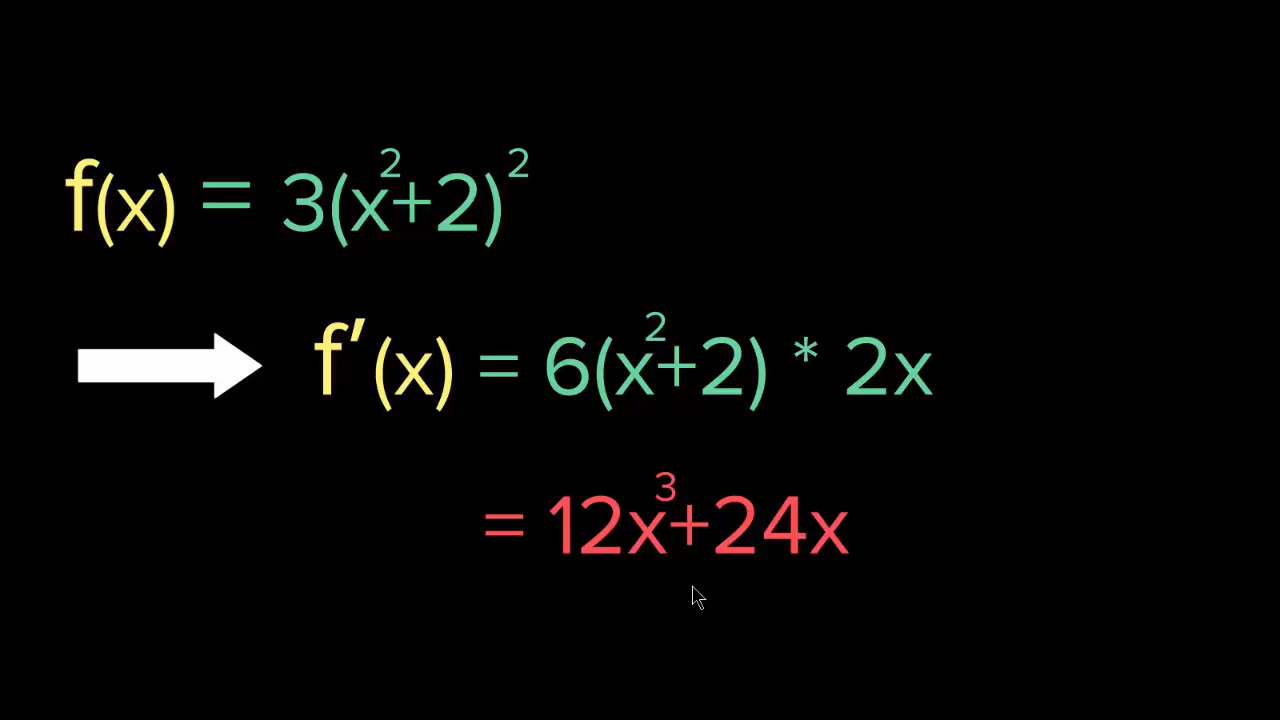 f(x) = 3(x²+2)²
f′(x) = 6(x²+2) * 2x
= 12x³+24x